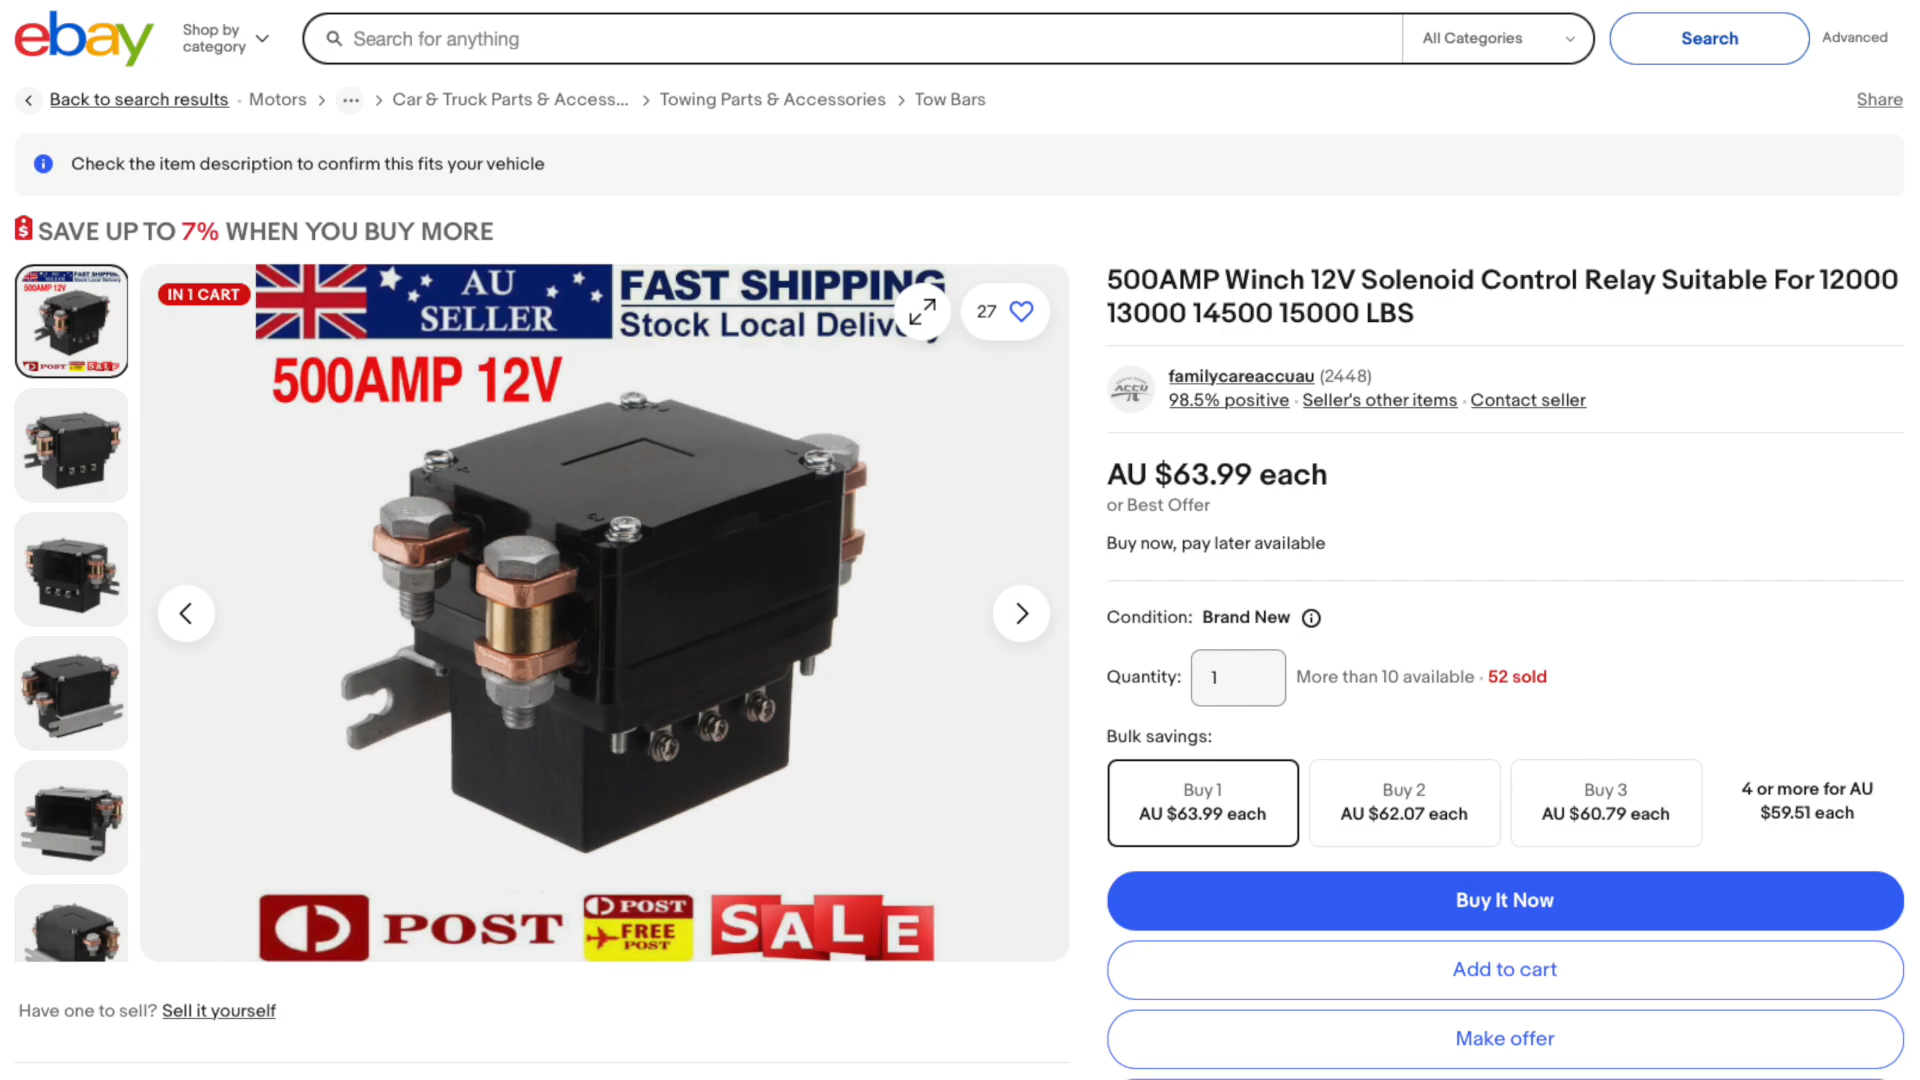 ebay
Shop by
category
Search for anything
All Categories
Search
Advanced
Back to search results
Motors
Car & Truck Parts & Access...
Towing Parts & Accessories
Tow Bars
Share
Check the item description to confirm this fits your vehicle
SAVE UP TO 7% WHEN YOU BUY MORE
IN 1 CART
AU
SELLER
FAST SHIPPING
Stock Local Delivery
27
500AMP 12V
POST
POST
FREE
POST
SALE
Have one to sell? Sell it yourself
500AMP Winch 12V Solenoid Control Relay Suitable For 12000
13000 14500 15000 LBS
familycareaccuau (2448)
98.5% positive · Seller's other items · Contact seller
AU $63.99 each
or Best Offer
Buy now, pay later available
Condition: Brand New
Quantity: 1 More than 10 available · 52 sold
Bulk savings:
Buy 1
AU $63.99 each
Buy 2
AU $62.07 each
Buy 3
AU $60.79 each
4 or more for AU
$59.51 each
Buy It Now
Add to cart
Make offer